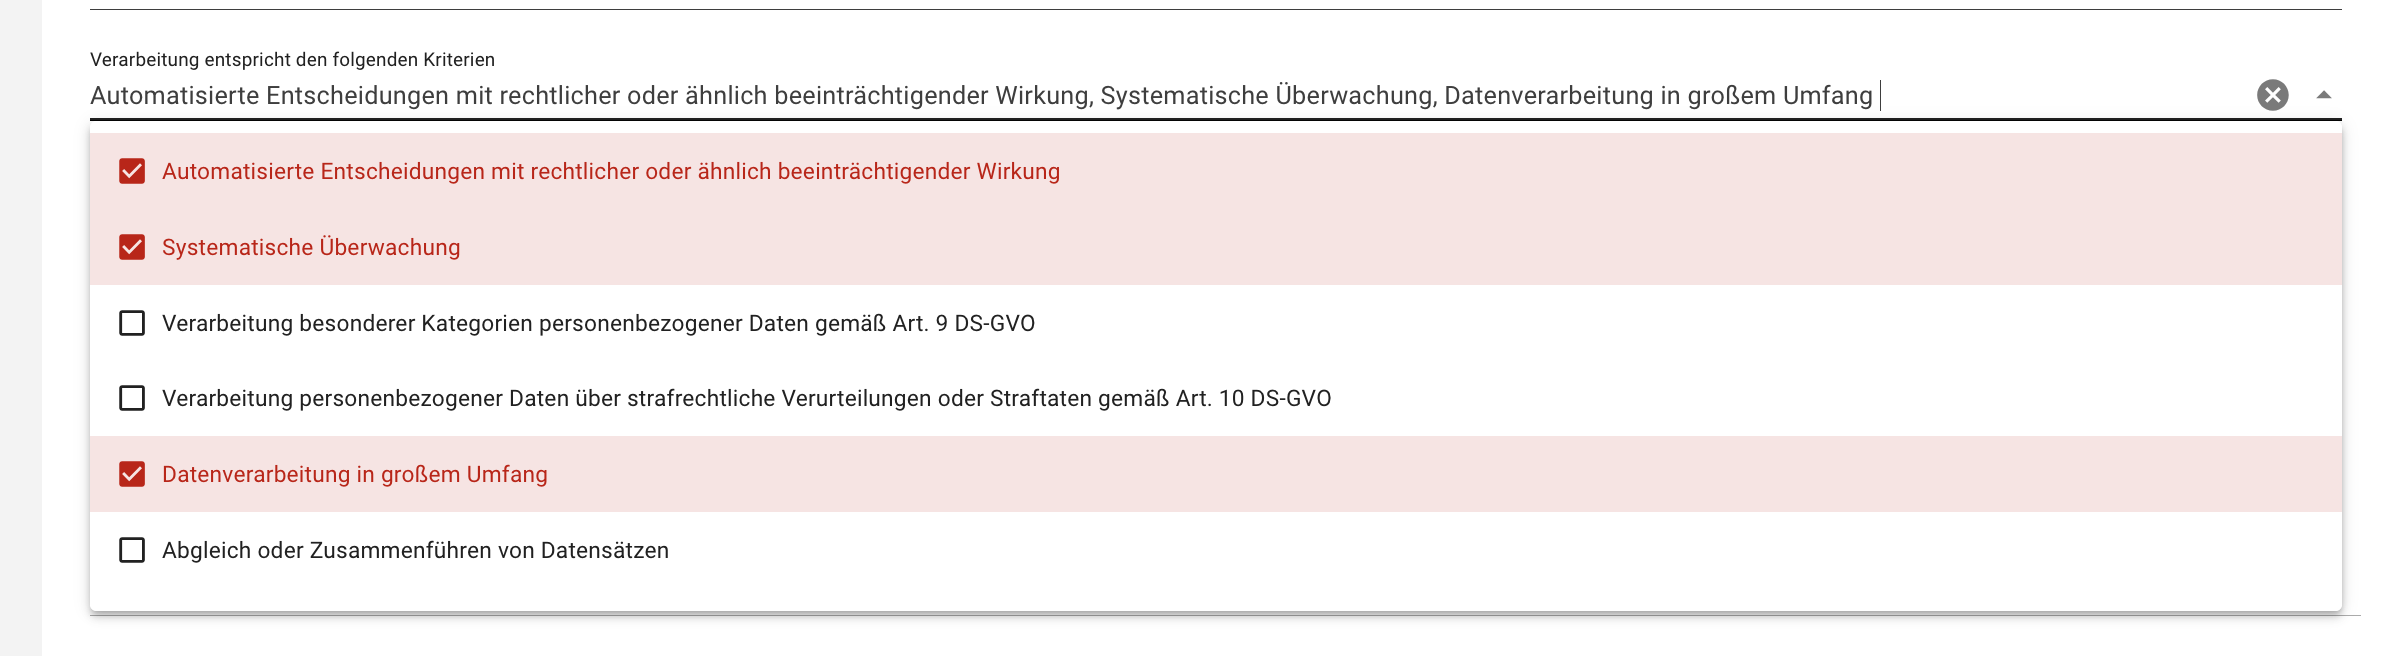 Verarbeitung entspricht den folgenden Kriterien
Automatisierte Entscheidungen mit rechtlicher oder ähnlich beeinträchtigender Wirkung, Systematische Überwachung, Datenverarbeitung in großem Umfang
Automatisierte Entscheidungen mit rechtlicher oder ähnlich beeinträchtigender Wirkung
Systematische Überwachung
Verarbeitung besonderer Kategorien personenbezogener Daten gemäß Art. 9 DS-GVO
Verarbeitung personenbezogener Daten über strafrechtliche Verurteilungen oder Straftaten gemäß Art. 10 DS-GVO
Datenverarbeitung in großem Umfang
Abgleich oder Zusammenführen von Datensätzen